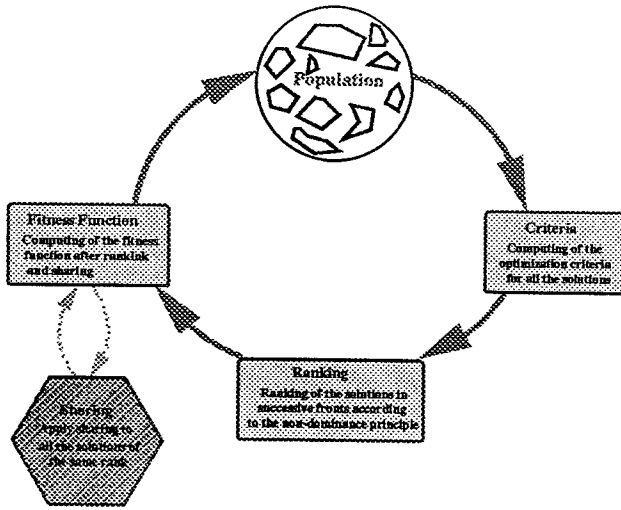 Population
Criteria
Computing of the
optimization criteria
for all the solutions
Ranking
Ranking of the solutions in
successive fronts according
to the non-dominance principle
Fitness Function
Computing of the fitness
function after rankink
and sharing
Sharing
Apply sharing to
all the solutions of
the same rank